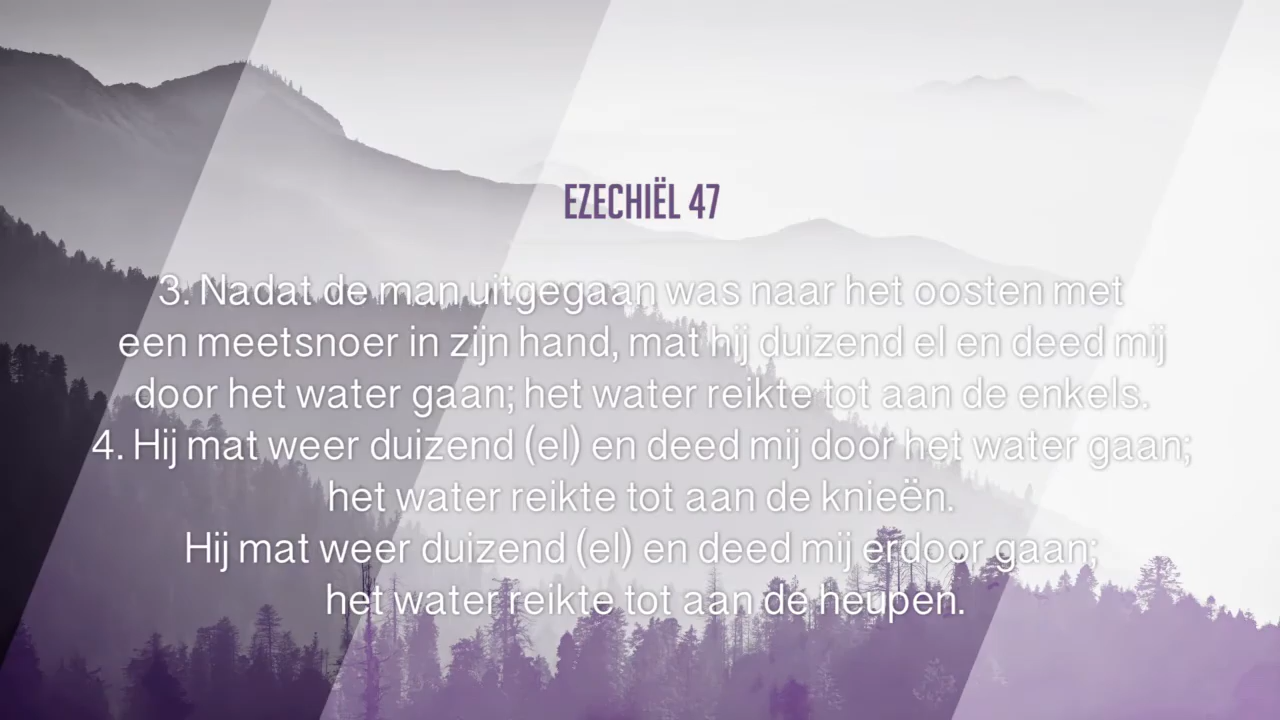 EZECHIËL 47
3. Nadat de man uitgegaan was naar het oosten met
een meetsnoer in zijn hand, mat hij duizend el en deed mij
door het water gaan; het water reikte tot aan de enkels.
4. Hij mat weer duizend (el) en deed mij door het water gaan;
het water reikte tot aan de knieën.
Hij mat weer duizend (el) en deed mij erdoor gaan;
het water reikte tot aan de heupen.